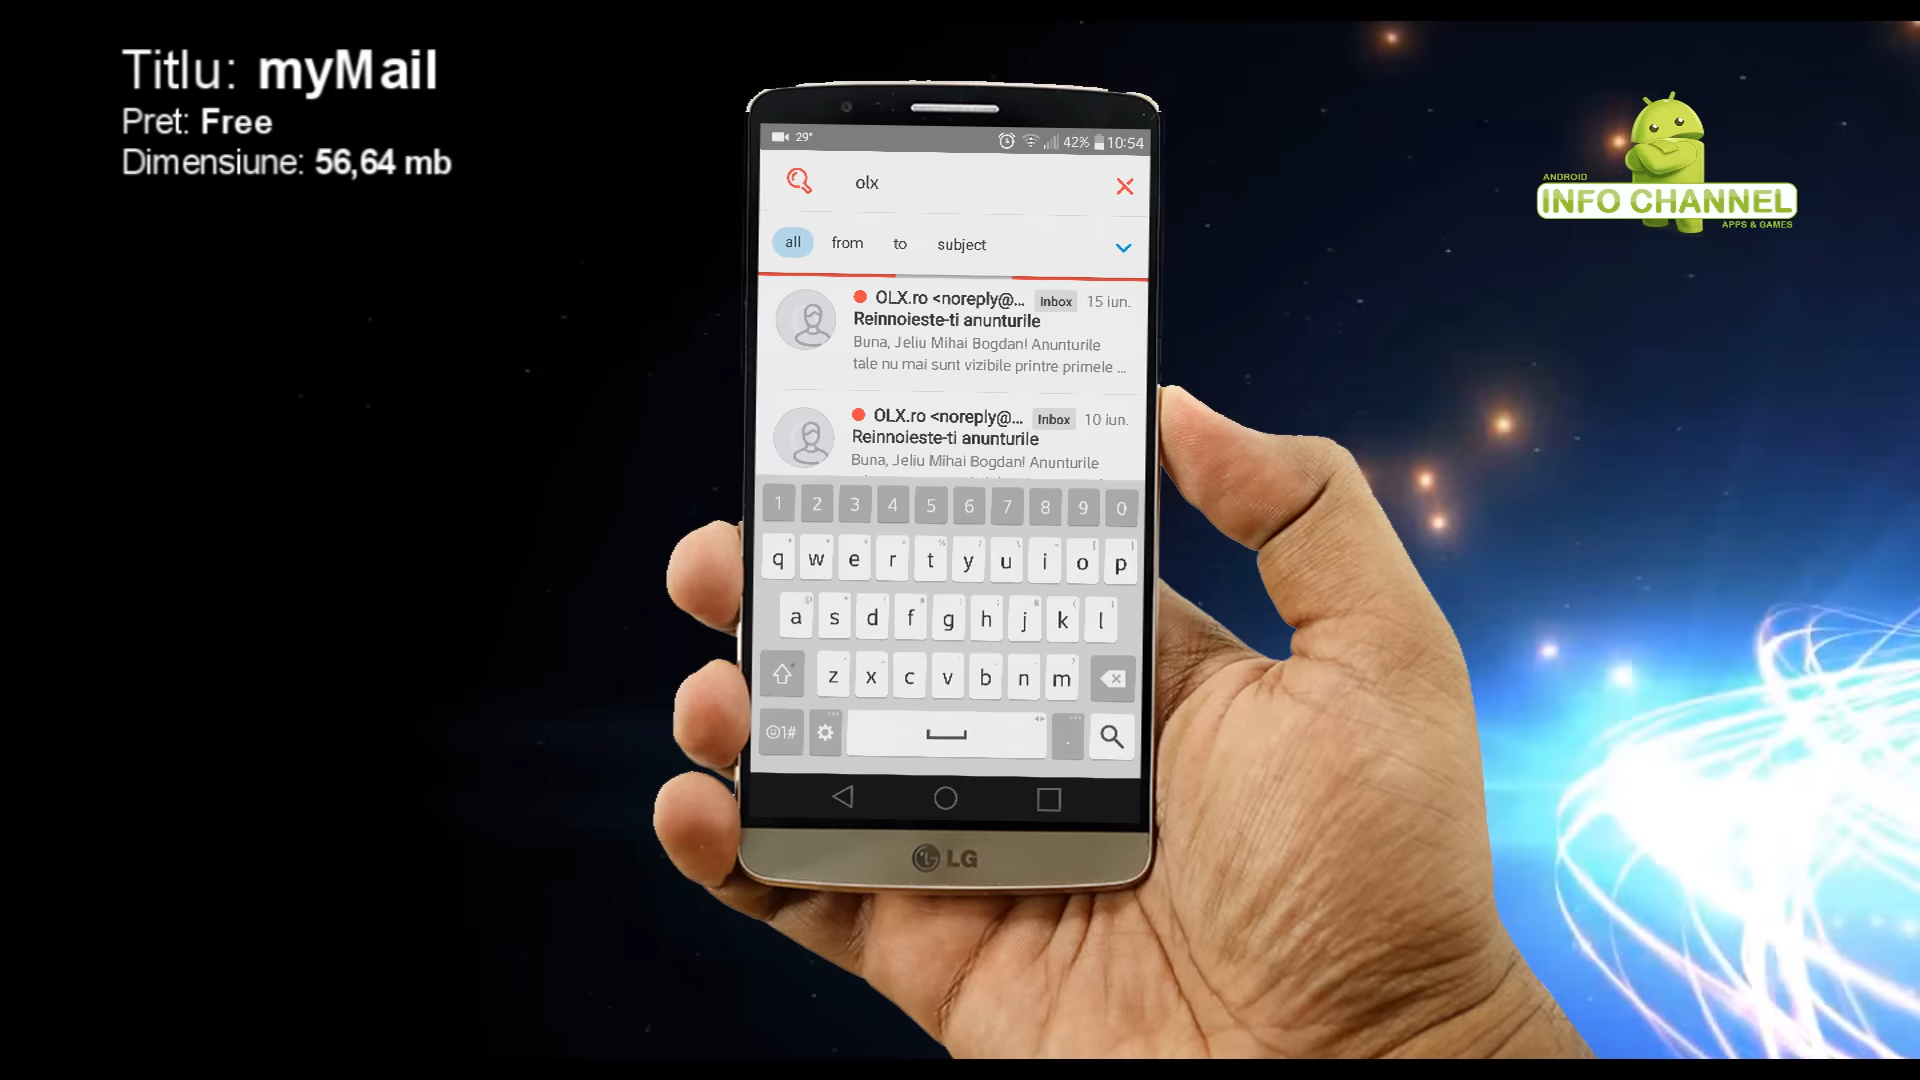 Titlu: myMail
Pret: Free
Dimensiune: 56,64 mb
ANDROID
INFO CHANNEL
APPS & GAMES
29° 42% 10:54
olx
all from to subject
OLX.ro <noreply@... Inbox 15 iun.
Reinnoieste-ti anunturile
Buna, Jeliu Mihai Bogdan! Anunturile
tale nu mai sunt vizibile printre primele ...
OLX.ro <noreply@... Inbox 10 iun.
Reinnoieste-ti anunturile
Buna, Jeliu Mihai Bogdan! Anunturile
1 2 3 4 5 6 7 8 9 0
q w e r t y u i o p
a s d f g h j k l
z x c v b n m
1# .
LG